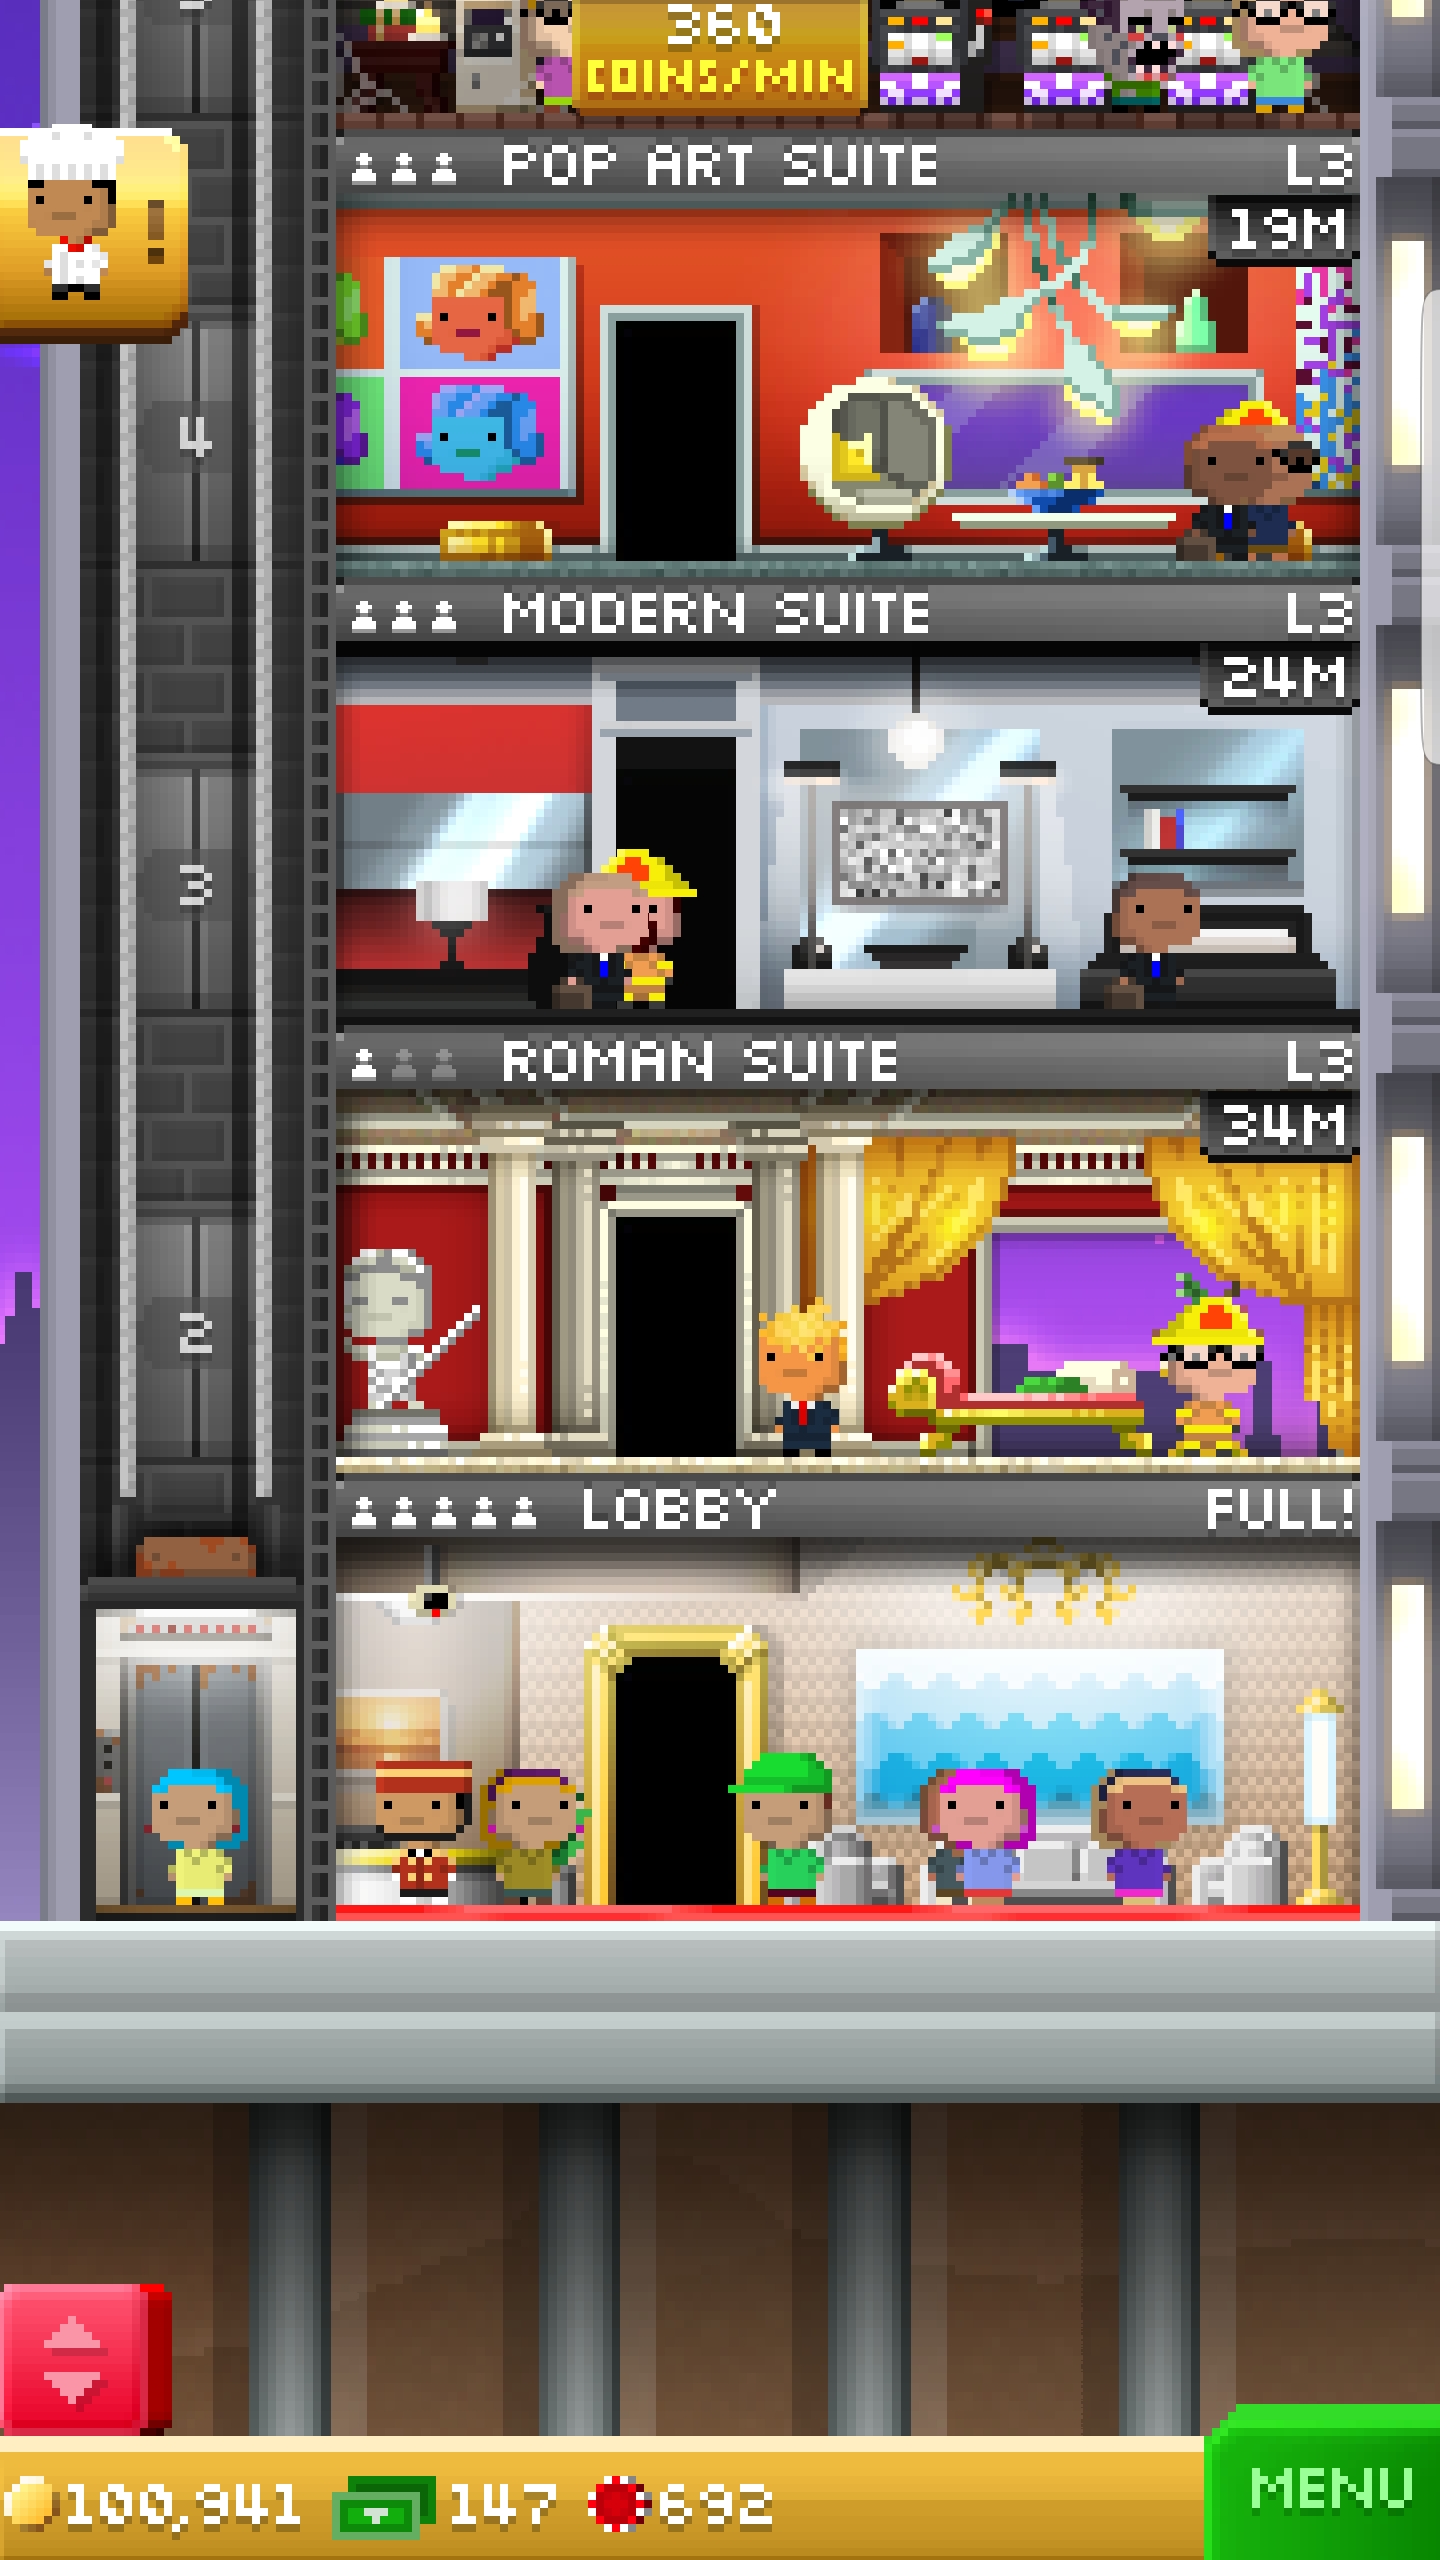 360
COINS/MIN
POP ART SUITE L3
19M
!
4
MODERN SUITE L3
24M
3
ROMAN SUITE L3
34M
2
LOBBY FULL!
100,941 147 692
MENU